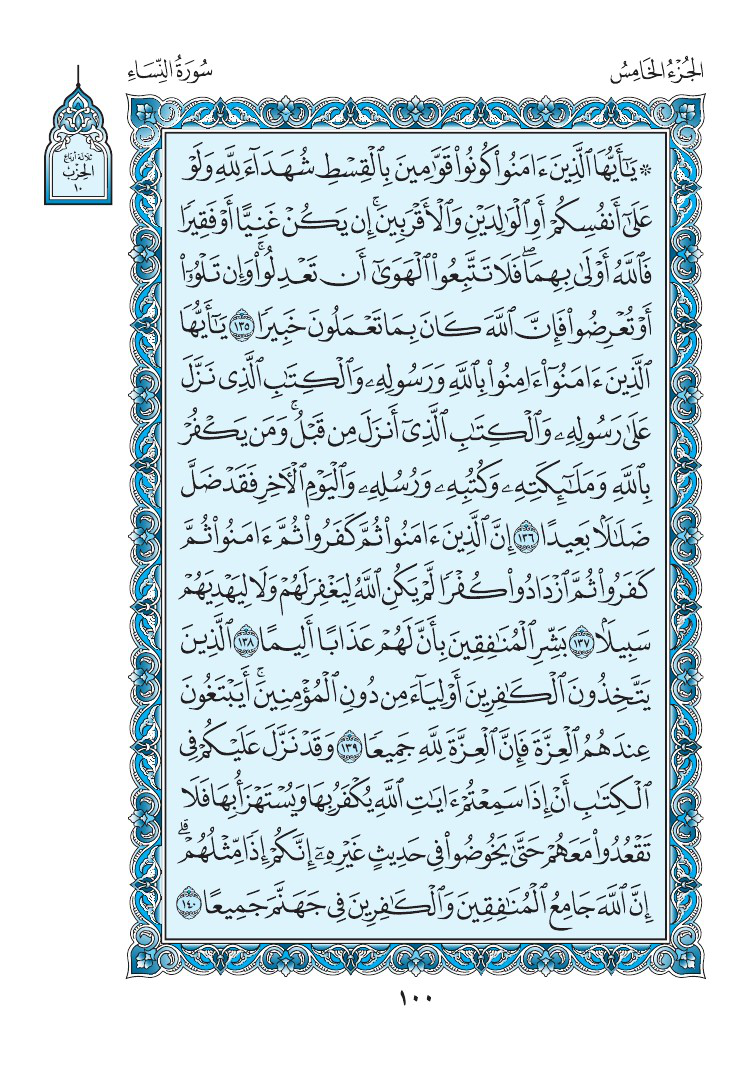 الجُزْءُ الخَامِسُ
سُورَةُ النِّسَاءِ
ثلاثة أرباع
الحِزْب
١٠
۞ يَٰٓأَيُّهَا ٱلَّذِينَ ءَامَنُوا۟ كُونُوا۟ قَوَّٰمِينَ بِٱلْقِسْطِ شُهَدَآءَ لِلَّهِ وَلَوْ
عَلَىٰٓ أَنفُسِكُمْ أَوِ ٱلْوَٰلِدَيْنِ وَٱلْأَقْرَبِينَ ۚ إِن يَكُنْ غَنِيًّا أَوْ فَقِيرًا
فَٱللَّهُ أَوْلَىٰ بِهِمَا ۖ فَلَا تَتَّبِعُوا۟ ٱلْهَوَىٰٓ أَن تَعْدِلُوا۟ ۚ وَإِن تَلْوُۥٓا۟
أَوْ تُعْرِضُوا۟ فَإِنَّ ٱللَّهَ كَانَ بِمَا تَعْمَلُونَ خَبِيرًا ١٣٥ يَٰٓأَيُّهَا
ٱلَّذِينَ ءَامَنُوٓا۟ ءَامِنُوا۟ بِٱللَّهِ وَرَسُولِهِۦ وَٱلْكِتَٰبِ ٱلَّذِى نَزَّلَ
عَلَىٰ رَسُولِهِۦ وَٱلْكِتَٰبِ ٱلَّذِىٓ أَنزَلَ مِن قَبْلُ ۚ وَمَن يَكْفُرْ
بِٱللَّهِ وَمَلَٰٓئِكَتِهِۦ وَكُتُبِهِۦ وَرُسُلِهِۦ وَٱلْيَوْمِ ٱلْـَٔاخِرِ فَقَدْ ضَلَّ
ضَلَٰلًۢا بَعِيدًا ١٣٦ إِنَّ ٱلَّذِينَ ءَامَنُوا۟ ثُمَّ كَفَرُوا۟ ثُمَّ ءَامَنُوا۟ ثُمَّ
كَفَرُوا۟ ثُمَّ ٱزْدَادُوا۟ كُفْرًا لَّمْ يَكُنِ ٱللَّهُ لِيَغْفِرَ لَهُمْ وَلَا لِيَهْدِيَهُمْ
سَبِيلًۢا ١٣٧ بَشِّرِ ٱلْمُنَٰفِقِينَ بِأَنَّ لَهُمْ عَذَابًا أَلِيمًا ١٣٨ ٱلَّذِينَ
يَتَّخِذُونَ ٱلْكَٰفِرِينَ أَوْلِيَآءَ مِن دُونِ ٱلْمُؤْمِنِينَ ۚ أَيَبْتَغُونَ
عِندَهُمُ ٱلْعِزَّةَ فَإِنَّ ٱلْعِزَّةَ لِلَّهِ جَمِيعًا ١٣٩ وَقَدْ نَزَّلَ عَلَيْكُمْ فِى
ٱلْكِتَٰبِ أَنْ إِذَا سَمِعْتُمْ ءَايَٰتِ ٱللَّهِ يُكْفَرُ بِهَا وَيُسْتَهْزَأُ بِهَا فَلَا
تَقْعُدُوا۟ مَعَهُمْ حَتَّىٰ يَخُوضُوا۟ فِى حَدِيثٍ غَيْرِهِۦٓ ۚ إِنَّكُمْ إِذًا مِّثْلُهُمْ ۗ
إِنَّ ٱللَّهَ جَامِعُ ٱلْمُنَٰفِقِينَ وَٱلْكَٰفِرِينَ فِى جَهَنَّمَ جَمِيعًا ١٤٠
١٠٠